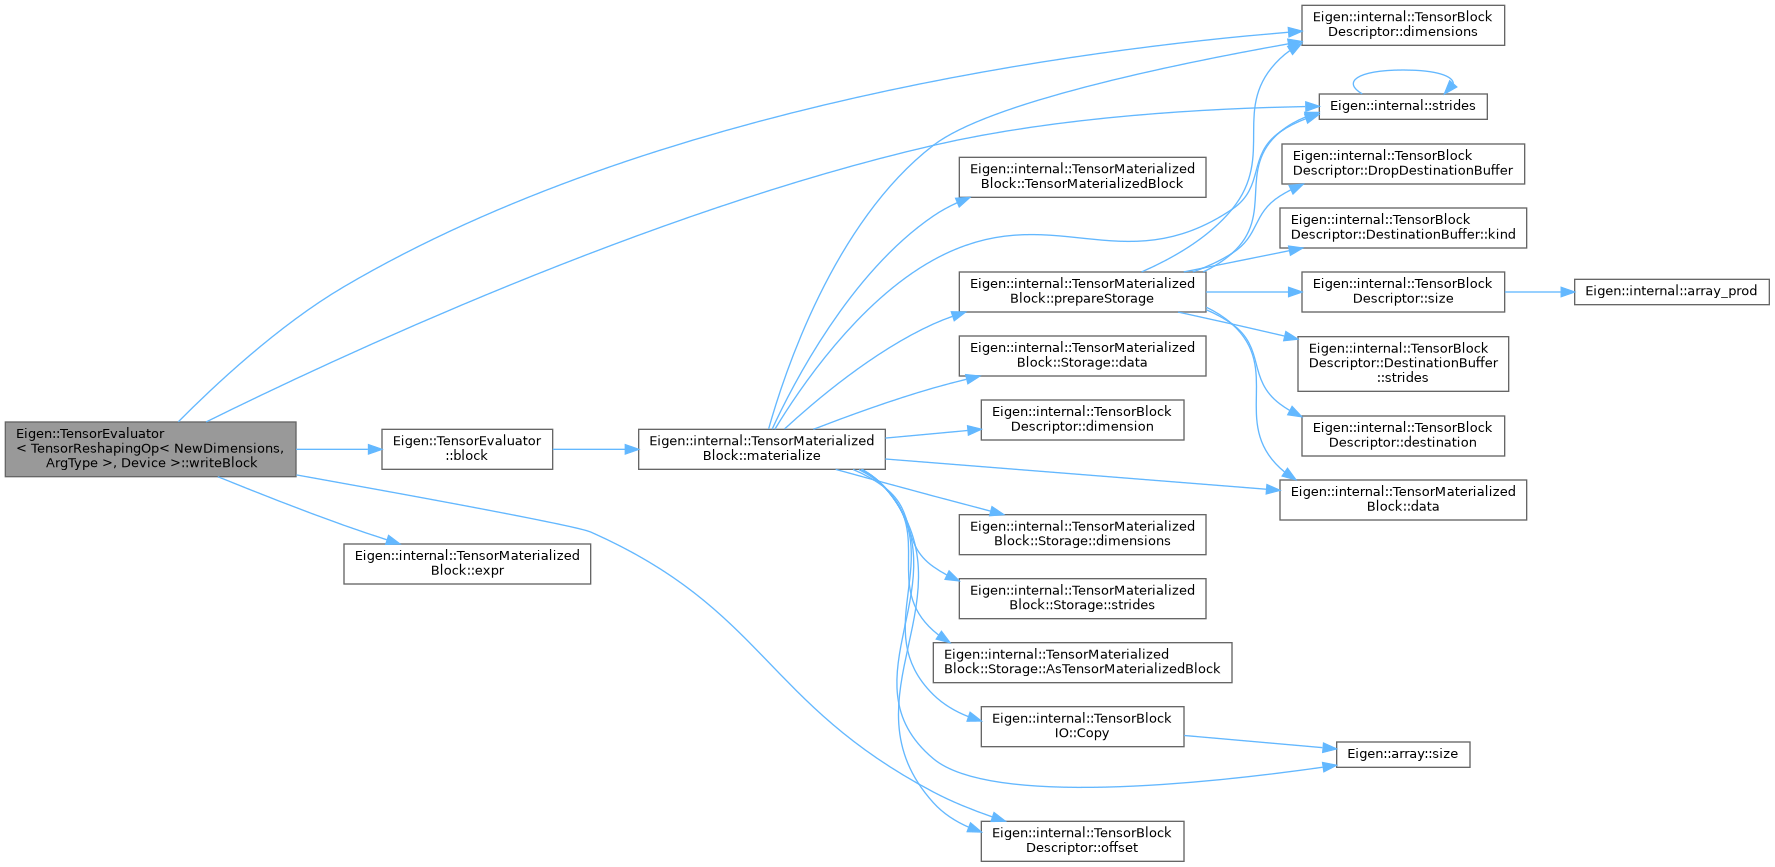 Eigen::TensorEvaluator
< TensorReshapingOp< NewDimensions,
ArgType >, Device >::writeBlock
Eigen::TensorEvaluator
::block
Eigen::internal::TensorMaterialized
Block::expr
Eigen::internal::TensorMaterialized
Block::materialize
Eigen::internal::TensorMaterialized
Block::TensorMaterializedBlock
Eigen::internal::TensorMaterialized
Block::prepareStorage
Eigen::internal::TensorMaterialized
Block::Storage::data
Eigen::internal::TensorBlock
Descriptor::dimension
Eigen::internal::TensorMaterialized
Block::Storage::dimensions
Eigen::internal::TensorMaterialized
Block::Storage::strides
Eigen::internal::TensorMaterialized
Block::Storage::AsTensorMaterializedBlock
Eigen::internal::TensorBlock
IO::Copy
Eigen::internal::TensorBlock
Descriptor::offset
Eigen::internal::TensorBlock
Descriptor::dimensions
Eigen::internal::strides
Eigen::internal::TensorBlock
Descriptor::DropDestinationBuffer
Eigen::internal::TensorBlock
Descriptor::DestinationBuffer::kind
Eigen::internal::TensorBlock
Descriptor::size
Eigen::internal::TensorBlock
Descriptor::DestinationBuffer
::strides
Eigen::internal::TensorBlock
Descriptor::destination
Eigen::internal::TensorMaterialized
Block::data
Eigen::array::size
Eigen::internal::array_prod